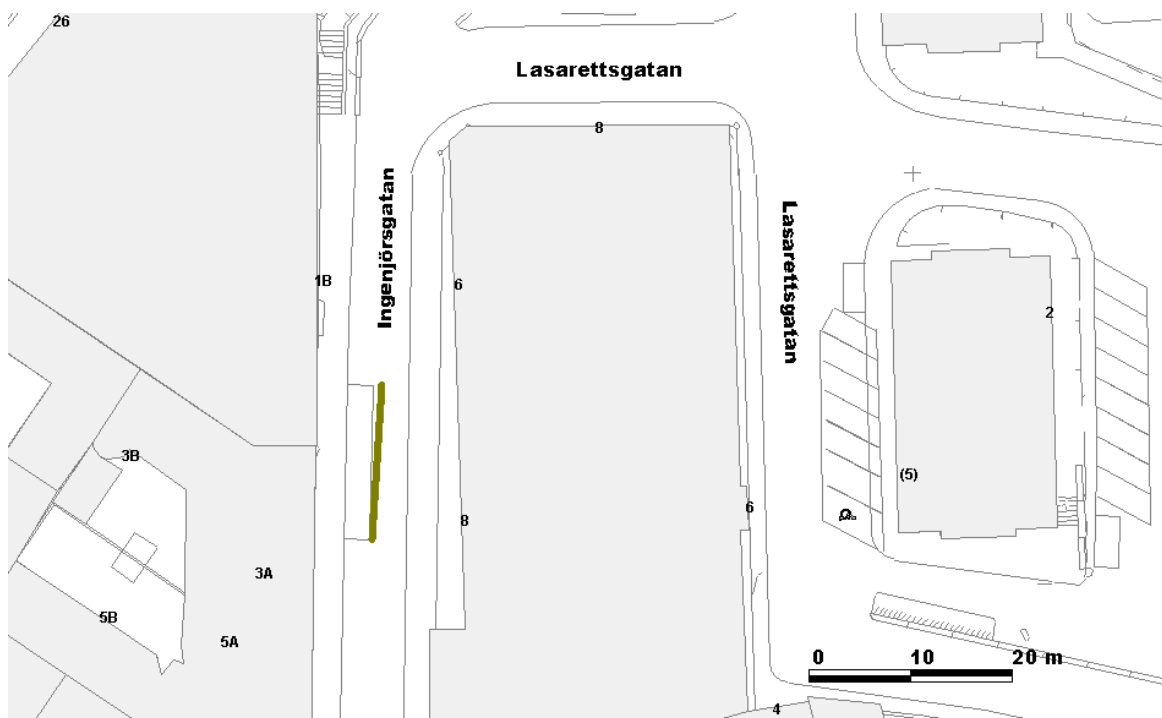 26
Lasarettsgatan
8
Ingenjörsgatan
Lasarettsgatan
1B
6
2
3B
(5)
6
8
3A
5B
5A
0 10 20 m
4